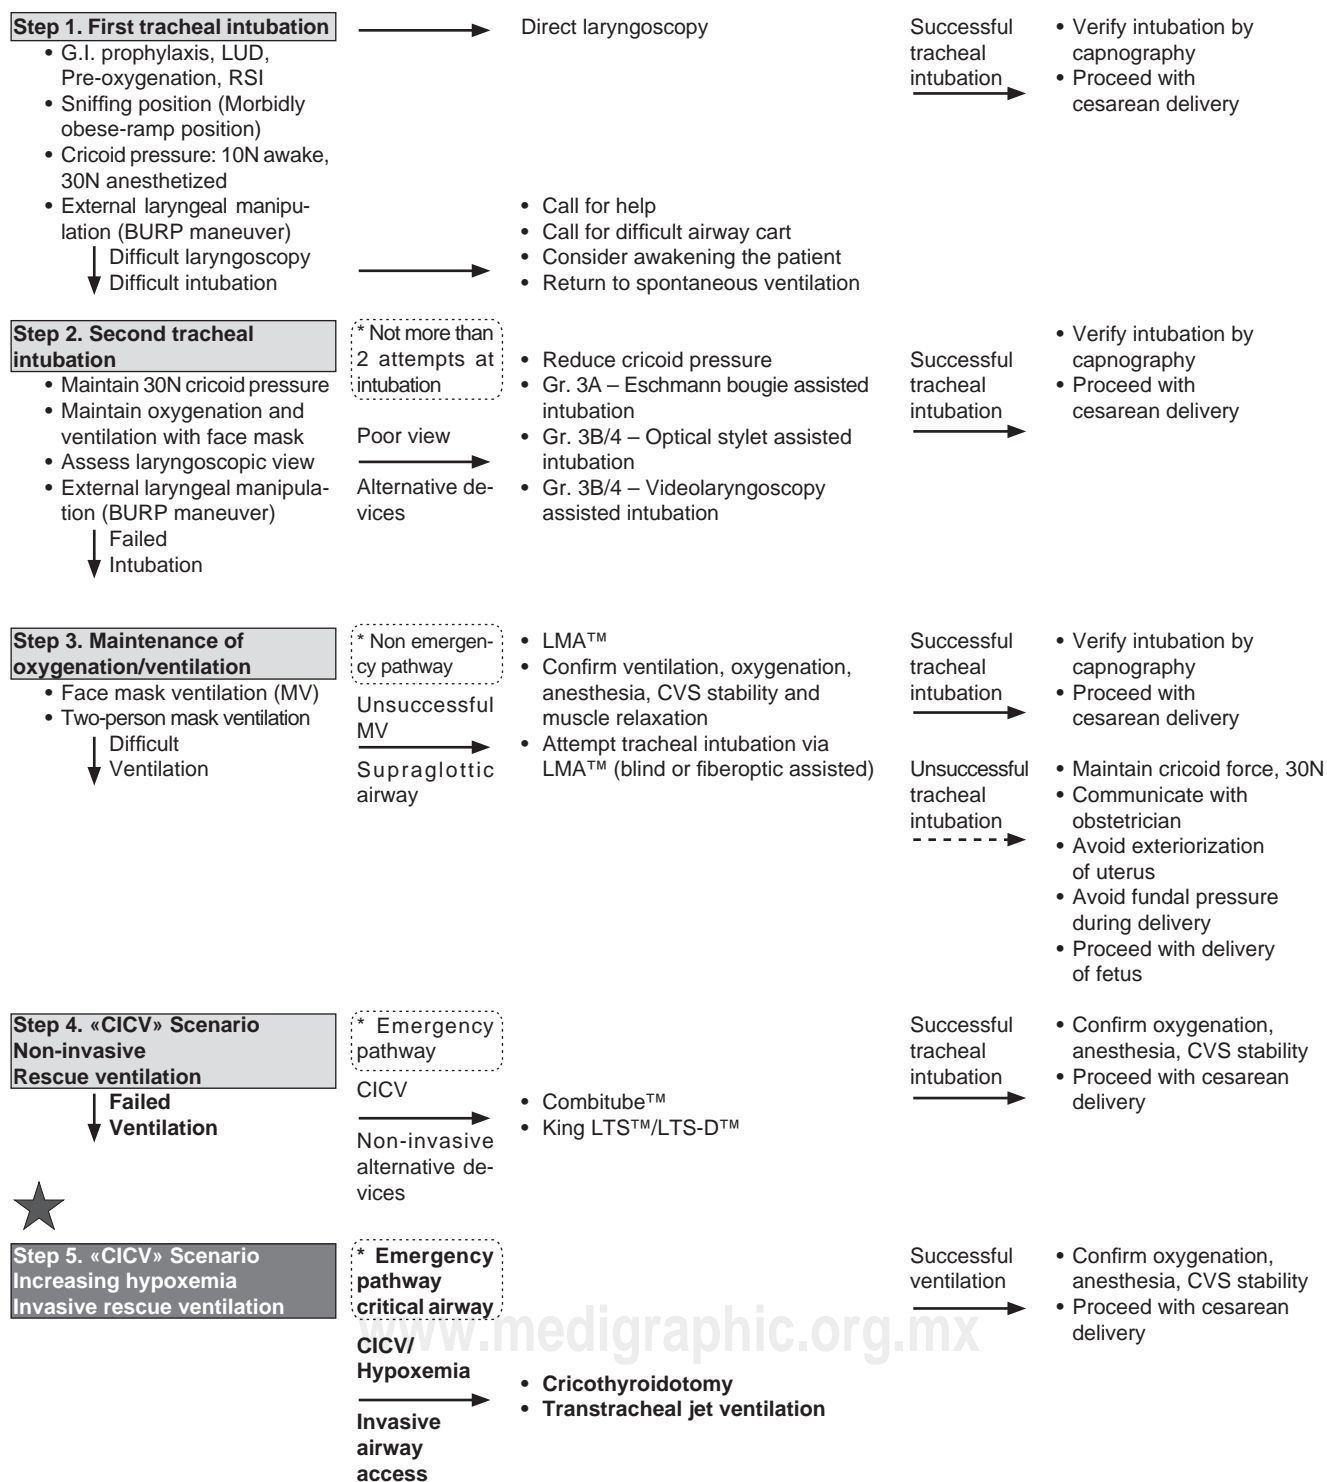 Step 1. First tracheal intubation
• G.I. prophylaxis, LUD,
Pre-oxygenation, RSI
• Sniffing position (Morbidly
obese-ramp position)
• Cricoid pressure: 10N awake,
30N anesthetized
• External laryngeal manipu-
lation (BURP maneuver)
Difficult laryngoscopy
Difficult intubation
Direct laryngoscopy
• Call for help
• Call for difficult airway cart
• Consider awakening the patient
• Return to spontaneous ventilation
Successful
tracheal
intubation
• Verify intubation by
capnography
• Proceed with
cesarean delivery
Step 2. Second tracheal
intubation
• Maintain 30N cricoid pressure
• Maintain oxygenation and
ventilation with face mask
• Assess laryngoscopic view
• External laryngeal manipula-
tion (BURP maneuver)
Failed
Intubation
* Not more than
2 attempts at
intubation
Poor view
Alternative de-
vices
• Reduce cricoid pressure
• Gr. 3A – Eschmann bougie assisted
intubation
• Gr. 3B/4 – Optical stylet assisted
intubation
• Gr. 3B/4 – Videolaryngoscopy
assisted intubation
Successful
tracheal
intubation
• Verify intubation by
capnography
• Proceed with
cesarean delivery
Step 3. Maintenance of
oxygenation/ventilation
• Face mask ventilation (MV)
• Two-person mask ventilation
Difficult
Ventilation
* Non emergen-
cy pathway
Unsuccessful
MV
Supraglottic
airway
• LMA™
• Confirm ventilation, oxygenation,
anesthesia, CVS stability and
muscle relaxation
• Attempt tracheal intubation via
LMA™ (blind or fiberoptic assisted)
Successful
tracheal
intubation
• Verify intubation by
capnography
• Proceed with
cesarean delivery
Unsuccessful
tracheal
intubation
• Maintain cricoid force, 30N
• Communicate with
obstetrician
• Avoid exteriorization
of uterus
• Avoid fundal pressure
during delivery
• Proceed with delivery
of fetus
Step 4. «CICV» Scenario
Non-invasive
Rescue ventilation
Failed
Ventilation
* Emergency
pathway
CICV
Non-invasive
alternative de-
vices
• Combitube™
• King LTS™/LTS-D™
Successful
tracheal
intubation
• Confirm oxygenation,
anesthesia, CVS stability
• Proceed with cesarean
delivery
Step 5. «CICV» Scenario
Increasing hypoxemia
Invasive rescue ventilation
* Emergency
pathway
critical airway
CICV/
Hypoxemia
Invasive
airway
access
• Cricothyroidotomy
• Transtracheal jet ventilation
Successful
ventilation
• Confirm oxygenation,
anesthesia, CVS stability
• Proceed with cesarean
delivery
www.medigraphic.org.mx